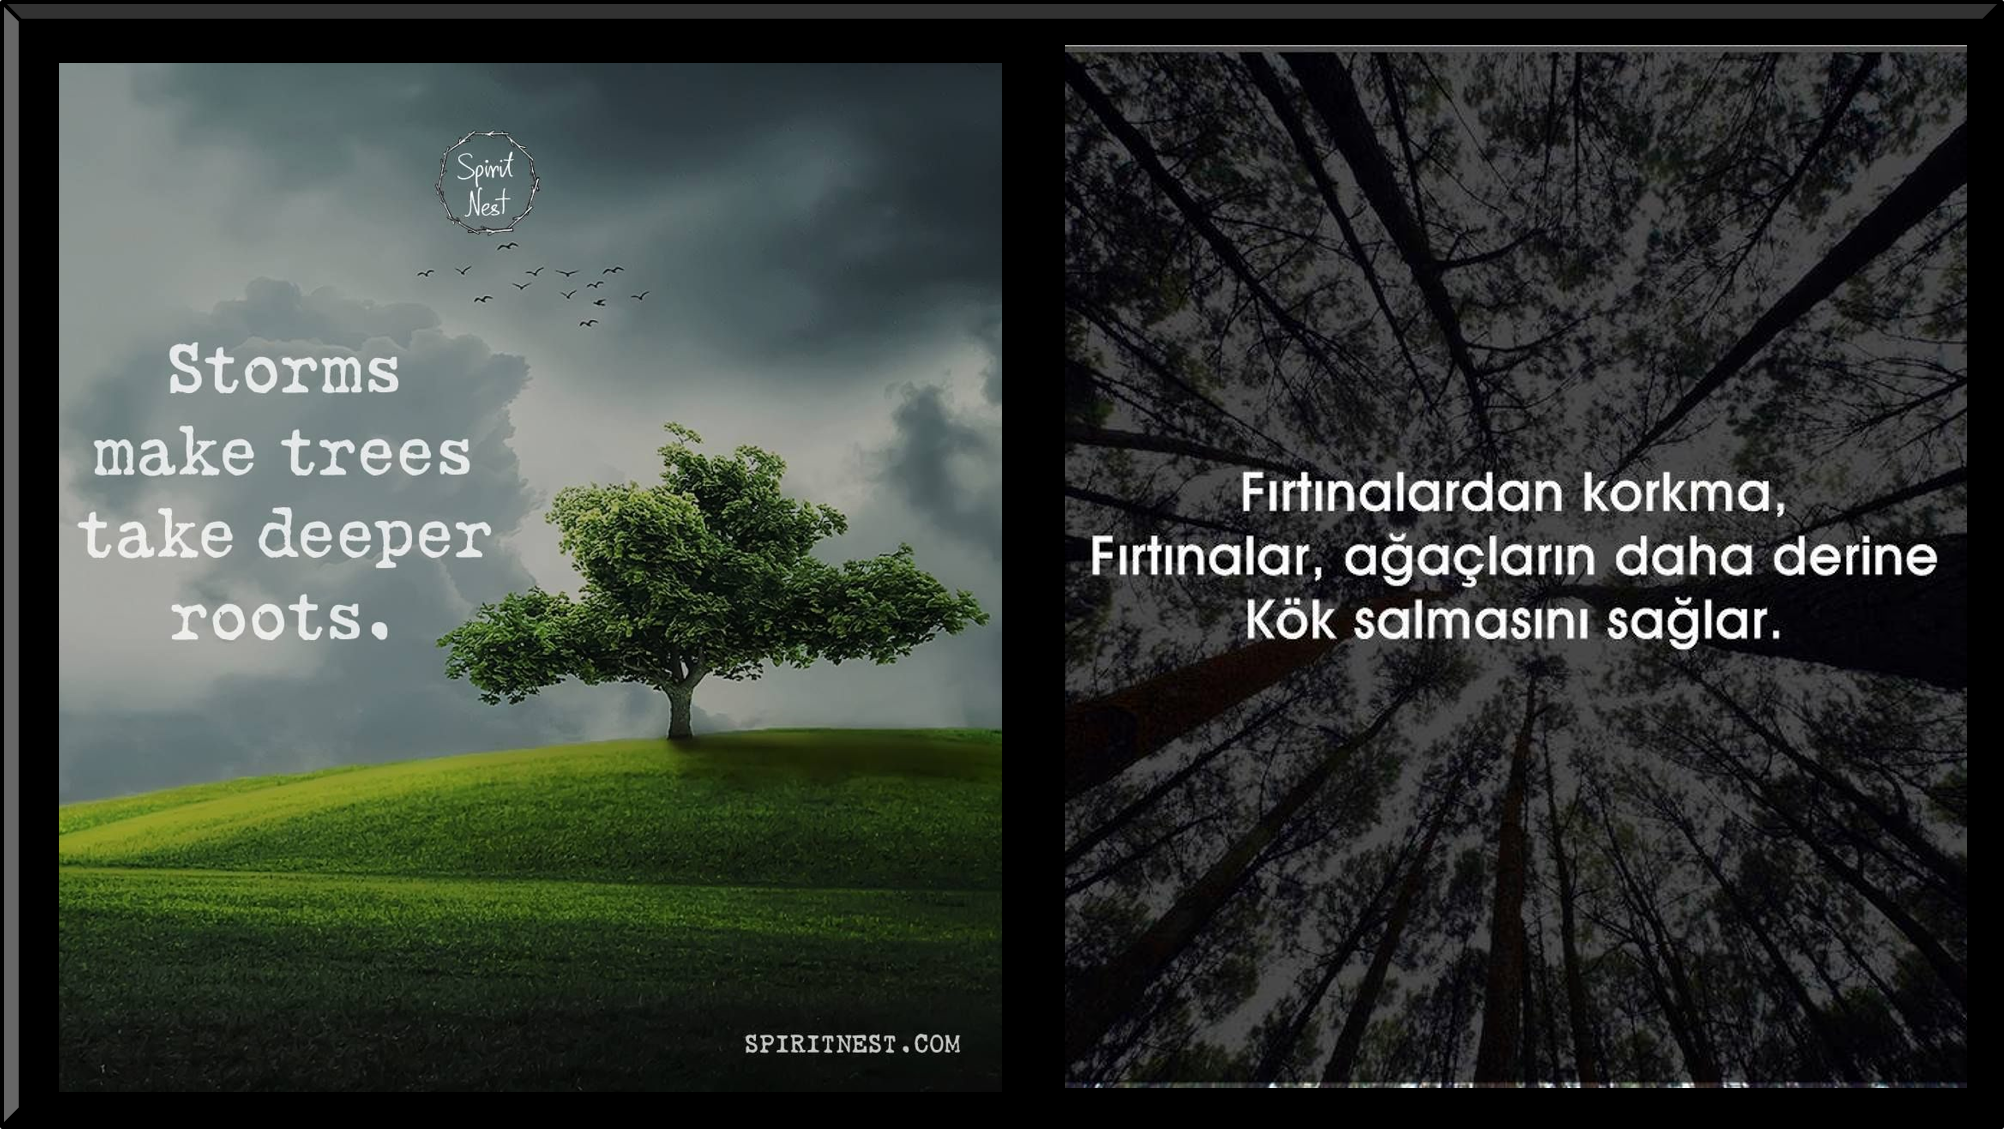 Spirit
Nest
Storms
make trees
take deeper
roots.
SPIRITNEST.COM
Fırtınalardan korkma,
Fırtınalar, ağaçların daha derine
Kök salmasını sağlar.